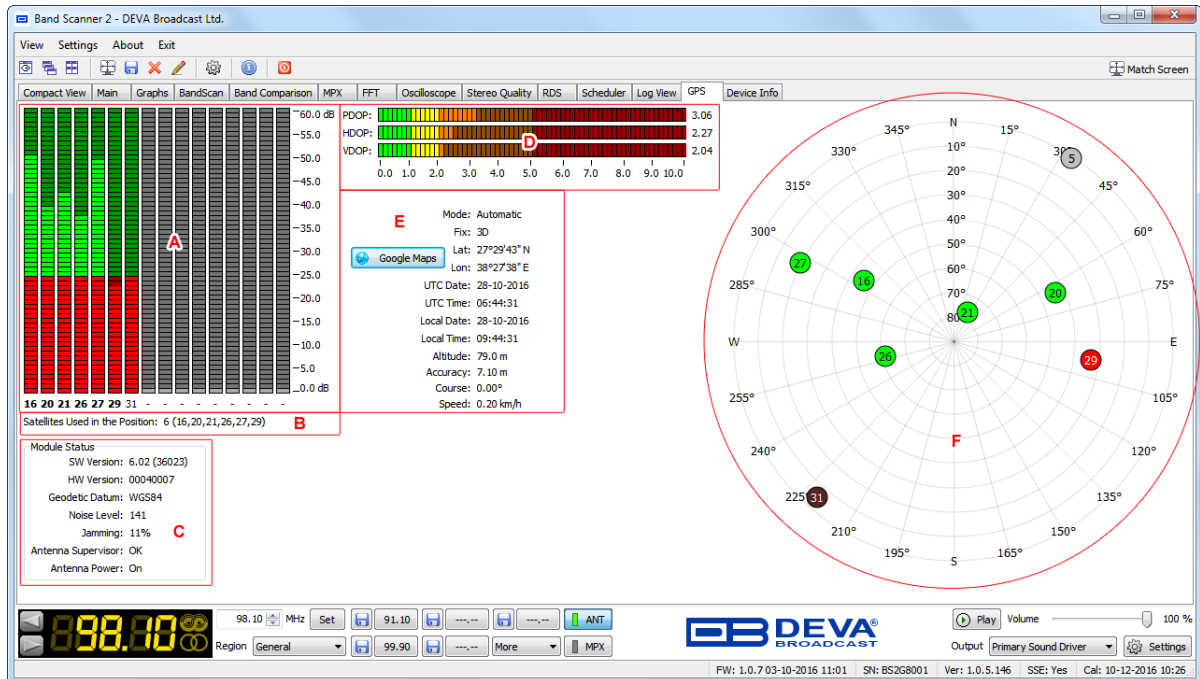 Band Scanner 2 - DEVA Broadcast Ltd.
View Settings About Exit
Match Screen
Compact View Main Graphs BandScan Band Comparison MPX FFT Oscilloscope Stereo Quality RDS Scheduler Log View GPS Device Info
60.0 dB
55.0
50.0
45.0
40.0
35.0
30.0
25.0
20.0
15.0
10.0
5.0
0.0 dB
A
16 20 21 26 27 29 31 - - - - - - - - -
Satellites Used in the Position: 6 (16,20,21,26,27,29)
B
PDOP: 3.06
HDOP: 2.27
VDOP: 2.04
D
0.0 1.0 2.0 3.0 4.0 5.0 6.0 7.0 8.0 9.0 10.0
E
Google Maps
Mode: Automatic
Fix: 3D
Lat: 27°29'43" N
Lon: 38°27'38" E
UTC Date: 28-10-2016
UTC Time: 06:44:31
Local Date: 28-10-2016
Local Time: 09:44:31
Altitude: 79.0 m
Accuracy: 7.10 m
Course: 0.00°
Speed: 0.20 km/h
Module Status
SW Version: 6.02 (36023)
HW Version: 00040007
Geodetic Datum: WGS84
Noise Level: 141
Jamming: 11%
Antenna Supervisor: OK
Antenna Power: On
C
N
345° 15°
330° 5
315° 45°
300° 60°
285° 75°
W E
255° 105°
240° 120°
225° 135°
210° 150°
195° 165°
S
10°
20°
30°
40°
50°
60°
70°
80
27
16
20
21
26
29
31
F
98.10
98.10 MHz Set 91.10 ---,-- ---,-- ANT
Region General 99.90 ---,-- More MPX
DEVA®
BROADCAST
Play Volume 100 %
Output Primary Sound Driver Settings
FW: 1.0.7 03-10-2016 11:01 SN: BS2G8001 Ver: 1.0.5.146 SSE: Yes Cal: 10-12-2016 10:26